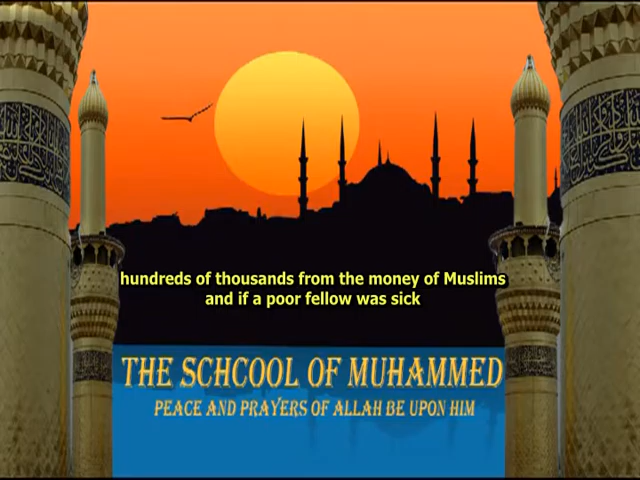 hundreds of thousands from the money of Muslims
and if a poor fellow was sick
THE SCHCOOL OF MUHAMMED
PEACE AND PRAYERS OF ALLAH BE UPON HIM